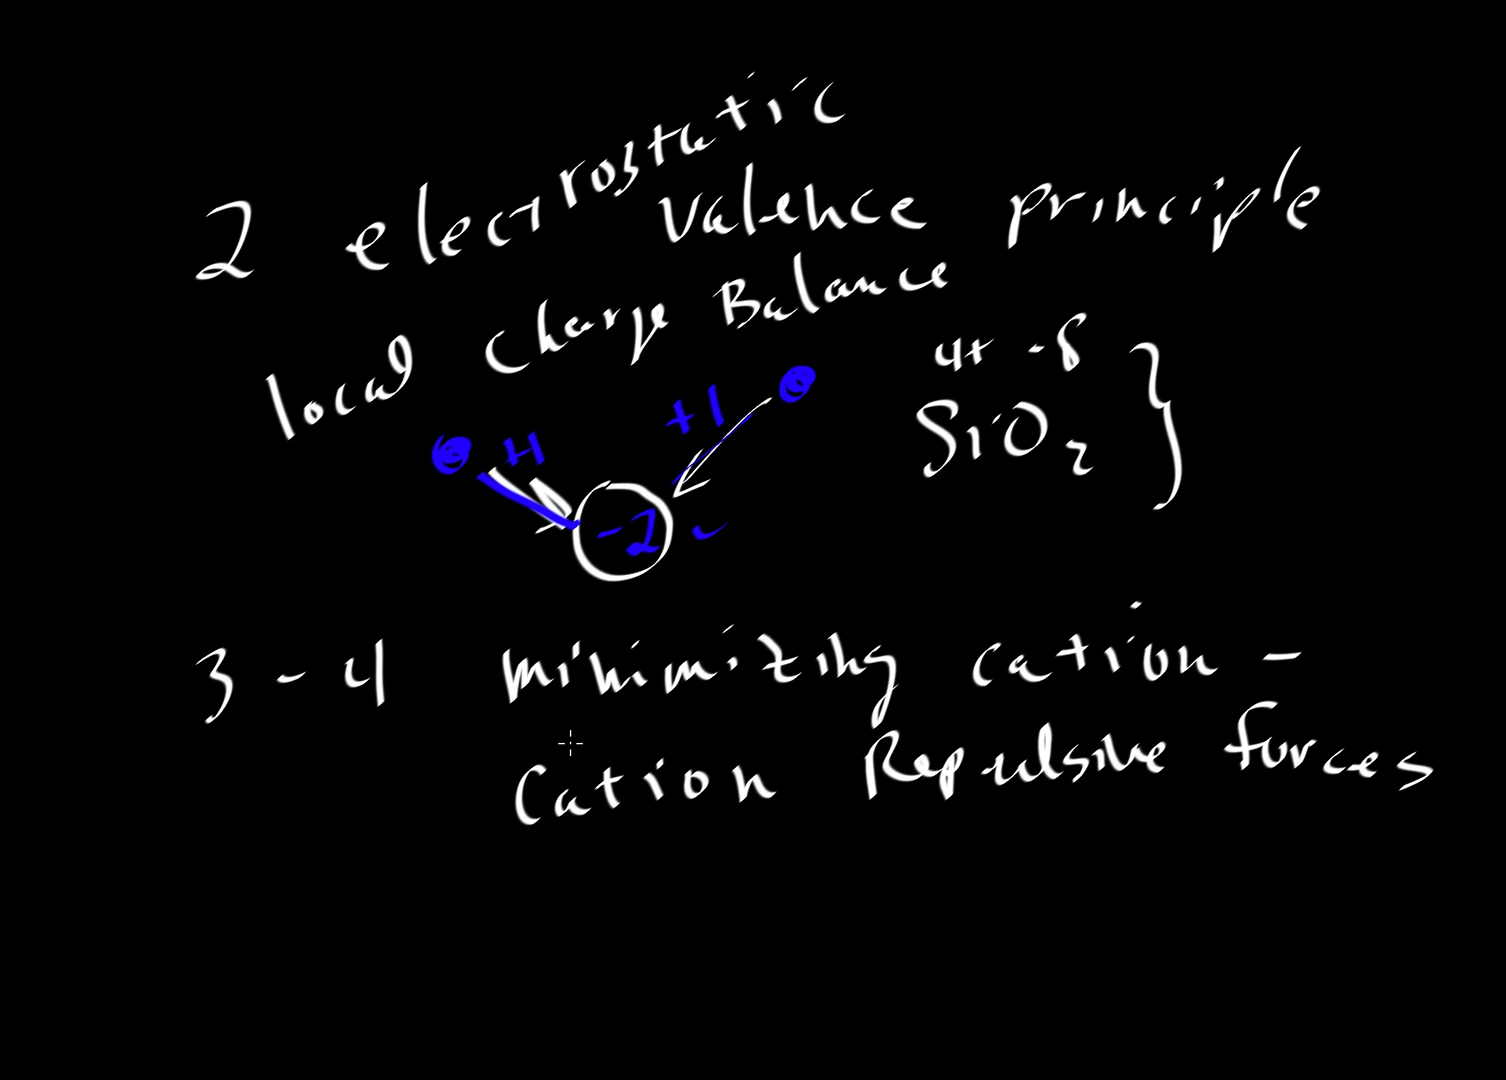 2 electrostatic
valence principle
local charge Balance
4+ -8
SiO2 }
+1 +1
-2
3-4 minimizing cation -
Cation Repulsive forces